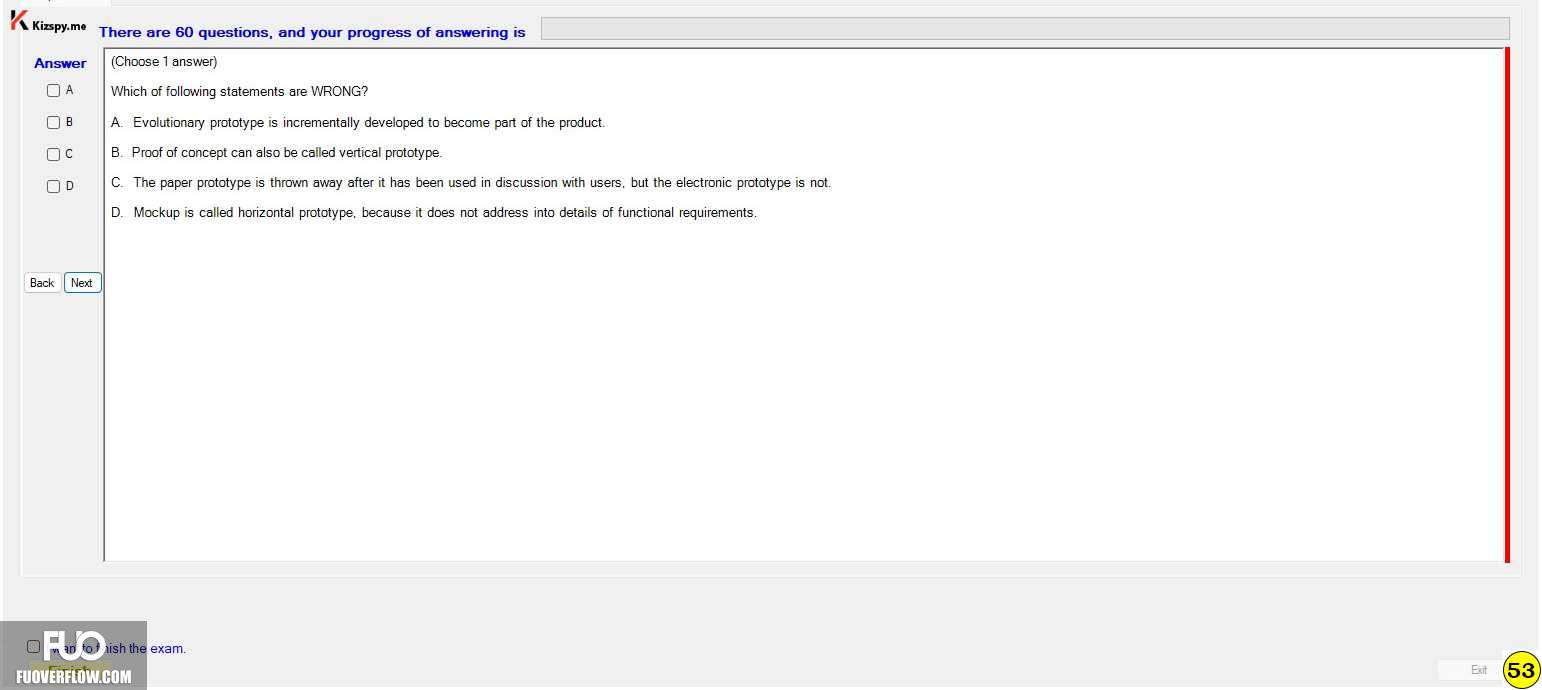 Kizspy.me
There are 60 questions, and your progress of answering is
Answer
(Choose 1 answer)
A
Which of following statements are WRONG?
B
A. Evolutionary prototype is incrementally developed to become part of the product.
C
B. Proof of concept can also be called vertical prototype.
D
C. The paper prototype is thrown away after it has been used in discussion with users, but the electronic prototype is not.
D. Mockup is called horizontal prototype, because it does not address into details of functional requirements.
Back Next
FUO
want to finish the exam.
Finish
FUOVERFLOW.COM
Exit
53